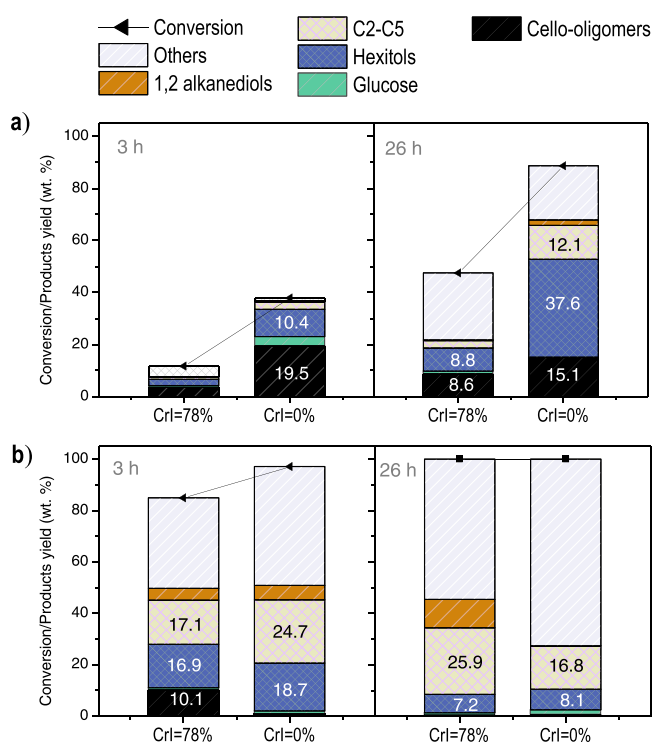 Conversion
Others
1,2 alkanediols
C2-C5
Hexitols
Glucose
Cello-oligomers
a)
Conversion/Products yield (wt. %)
100
80
60
40
20
0
3 h
10.4
19.5
26 h
8.8
8.6
12.1
37.6
15.1
CrI=78%
CrI=0%
CrI=78%
CrI=0%
b)
Conversion/Products yield (wt. %)
100
80
60
40
20
0
3 h
17.1
16.9
10.1
24.7
18.7
26 h
25.9
7.2
16.8
8.1
CrI=78%
CrI=0%
CrI=78%
CrI=0%